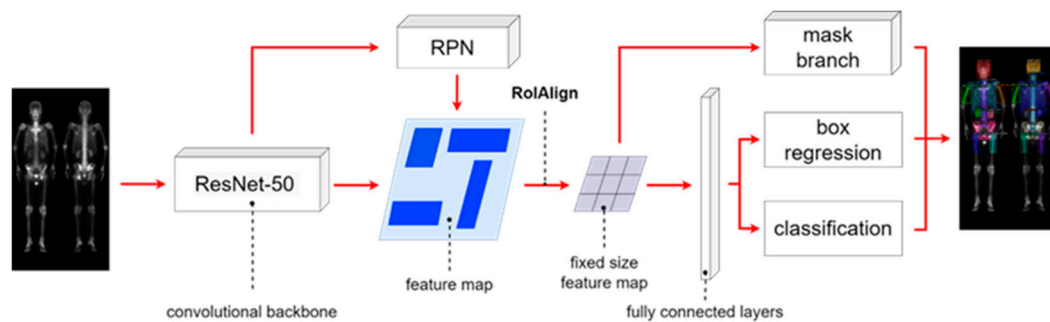 RPN
mask
branch
RoIAlign
ResNet-50
box
regression
classification
feature map
fixed size
feature map
convolutional backbone
fully connected layers